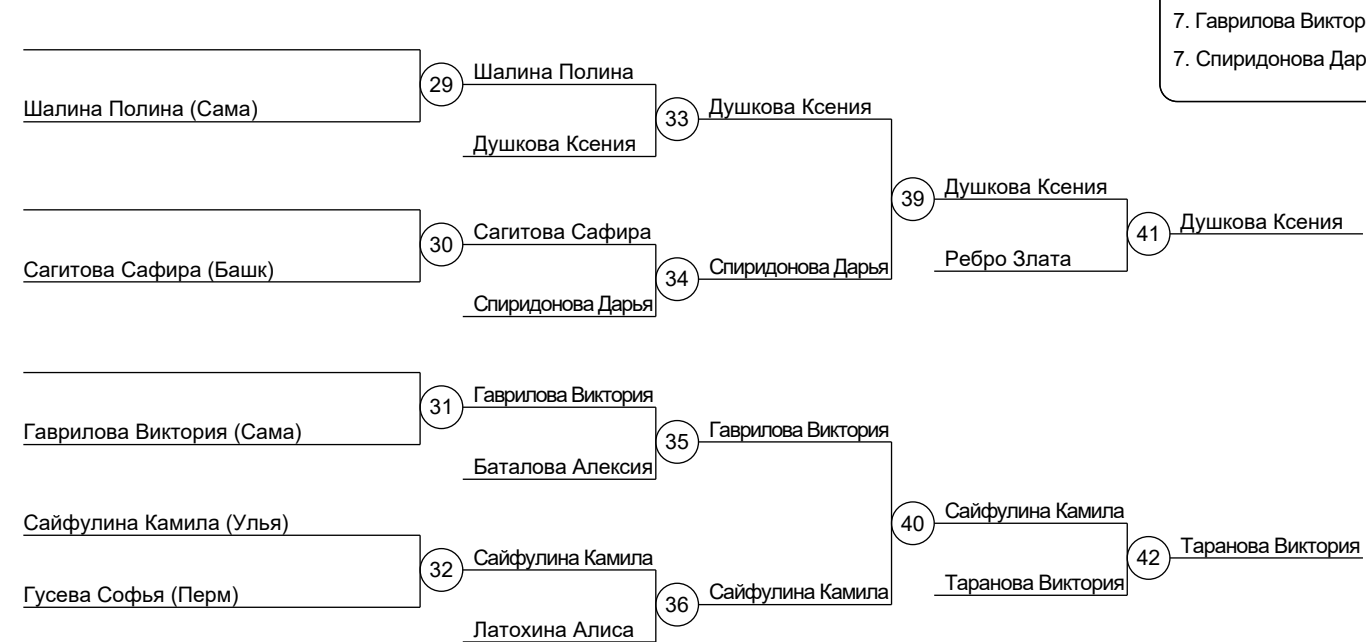 7. Гаврилова
7. Спиридонова
Шалина Полина (Сама)
29
Шалина Полина
Душкова Ксения
33
Душкова Ксения
Сагитова Сафира (Башк)
30
Сагитова Сафира
Спиридонова Дарья
34
Спиридонова Дарья
39
Душкова Ксения
Ребро Злата
41
Душкова Ксения
Гаврилова Виктория (Сама)
31
Гаврилова Виктория
Баталова Алексия
35
Гаврилова Виктория
Сайфулина Камила (Улья)
Гусева Софья (Перм)
32
Сайфулина Камила
Латохина Алиса
36
Сайфулина Камила
40
Сайфулина Камила
Таранова Виктория
42
Таранова Виктория